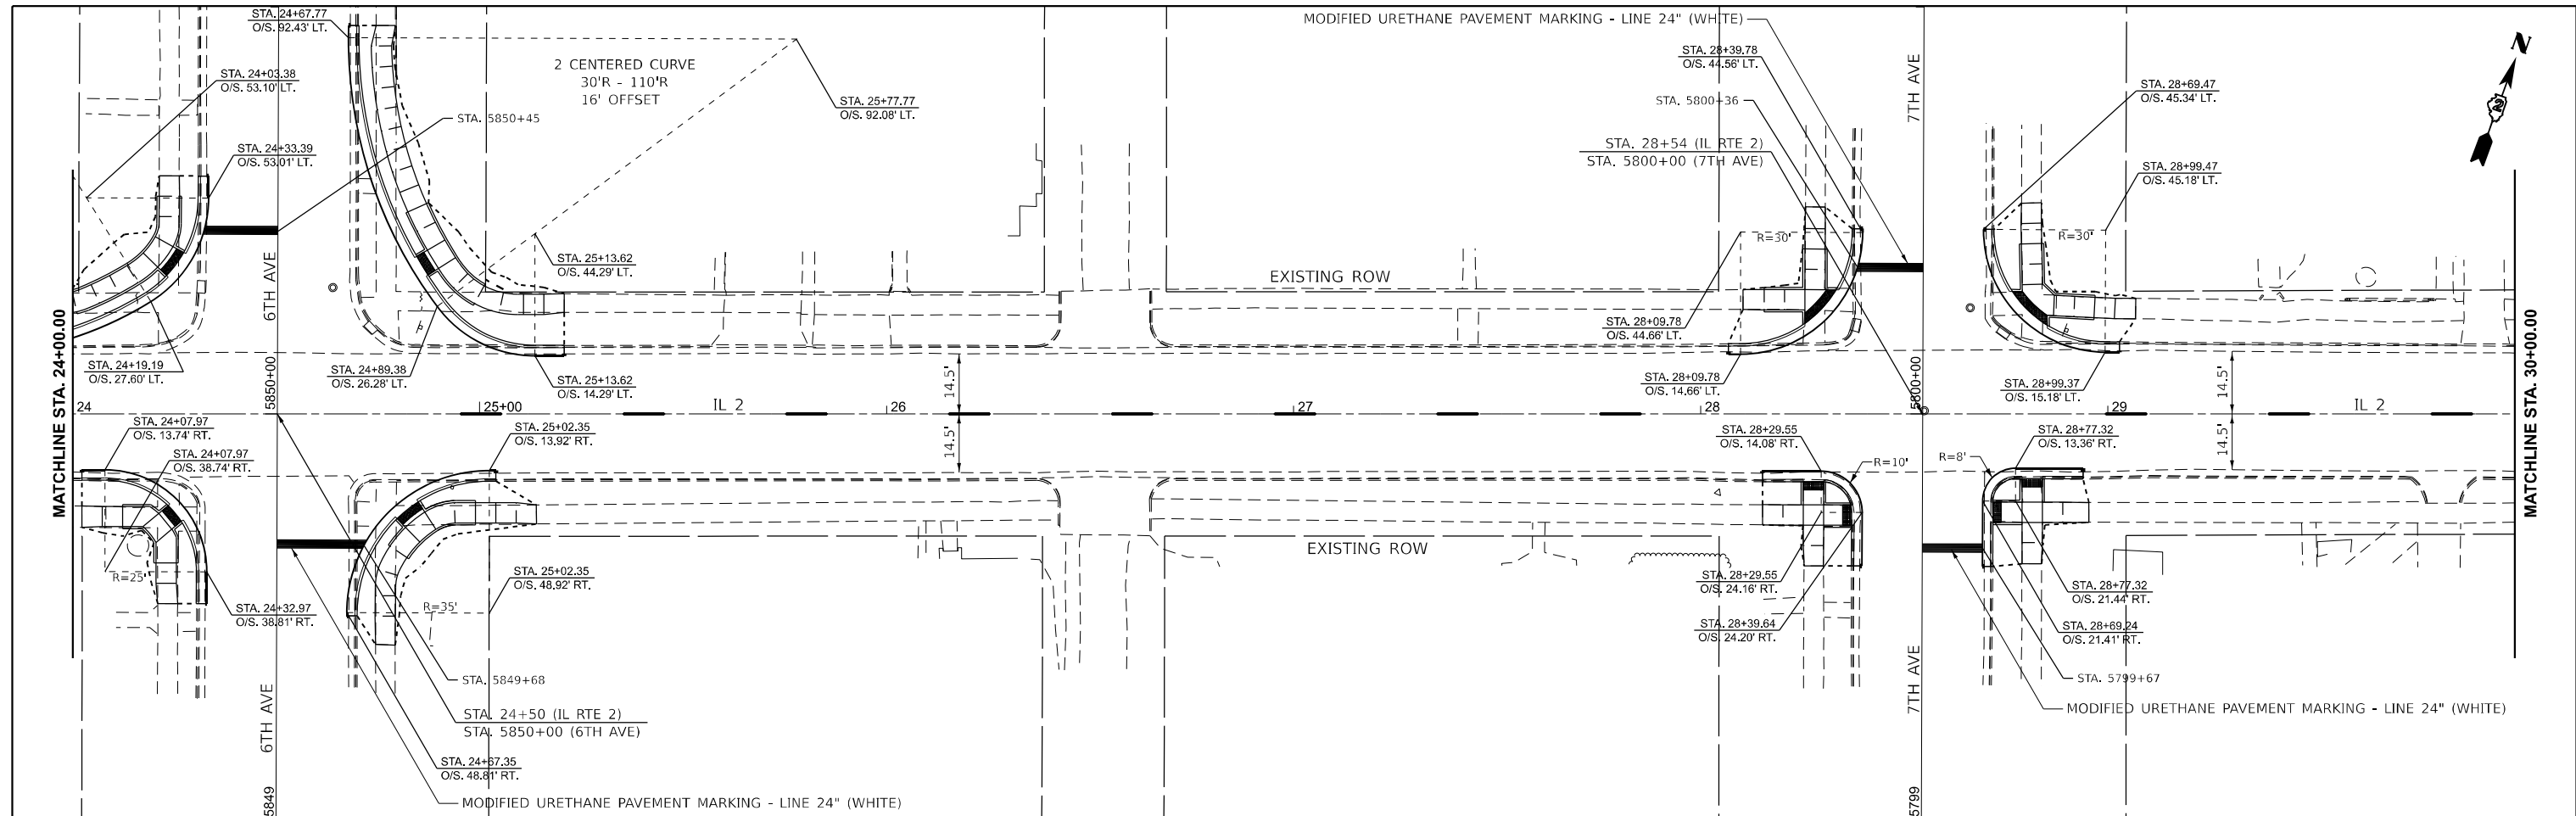 STA. 24+67.77
O/S. 92.43' LT.
MODIFIED URETHANE PAVEMENT MARKING - LINE 24" (WHITE)
N
STA. 24+03.38
O/S. 53.10' LT.
2 CENTERED CURVE
30'R - 110'R
16' OFFSET
STA. 25+77.77
O/S. 92.08' LT.
STA. 28+39.78
O/S. 44.56' LT.
7TH AVE
STA. 28+69.47
O/S. 45.34' LT.
STA. 5850+45
STA. 5800+36
STA. 24+33.39
O/S. 53.01' LT.
STA. 28+54 (IL RTE 2)
STA. 5800+00 (7TH AVE)
STA. 28+99.47
O/S. 45.18' LT.
R=30'
R=30'
6TH AVE
STA. 25+13.62
O/S. 44.29' LT.
EXISTING ROW
STA. 28+09.78
O/S. 44.66' LT.
MATCHLINE STA. 24+00.00
MATCHLINE STA. 30+00.00
STA. 24+19.19
O/S. 27.60' LT.
5850+00
STA. 24+89.38
O/S. 26.28' LT.
STA. 25+13.62
O/S. 14.29' LT.
14.5'
STA. 28+09.78
O/S. 14.66' LT.
5800+00
STA. 28+99.37
O/S. 15.18' LT.
14.5'
24
25+00
IL 2
26
27
28
29
IL 2
STA. 24+07.97
O/S. 13.74' RT.
STA. 25+02.35
O/S. 13.92' RT.
14.5'
STA. 28+29.55
O/S. 14.08' RT.
STA. 28+77.32
O/S. 13.36' RT.
14.5'
STA. 24+07.97
O/S. 38.74' RT.
R=10'
R=8'
EXISTING ROW
R=25'
STA. 25+02.35
O/S. 48.92' RT.
STA. 28+29.55
O/S. 24.16' RT.
STA. 28+77.32
O/S. 21.44' RT.
STA. 24+32.97
O/S. 38.81' RT.
R=35'
STA. 28+39.64
O/S. 24.20' RT.
STA. 28+69.24
O/S. 21.41' RT.
STA. 5849+68
STA. 5799+67
6TH AVE
7TH AVE
STA. 24+50 (IL RTE 2)
STA. 5850+00 (6TH AVE)
MODIFIED URETHANE PAVEMENT MARKING - LINE 24" (WHITE)
STA. 24+67.35
O/S. 48.81' RT.
5849
MODIFIED URETHANE PAVEMENT MARKING - LINE 24" (WHITE)
5799